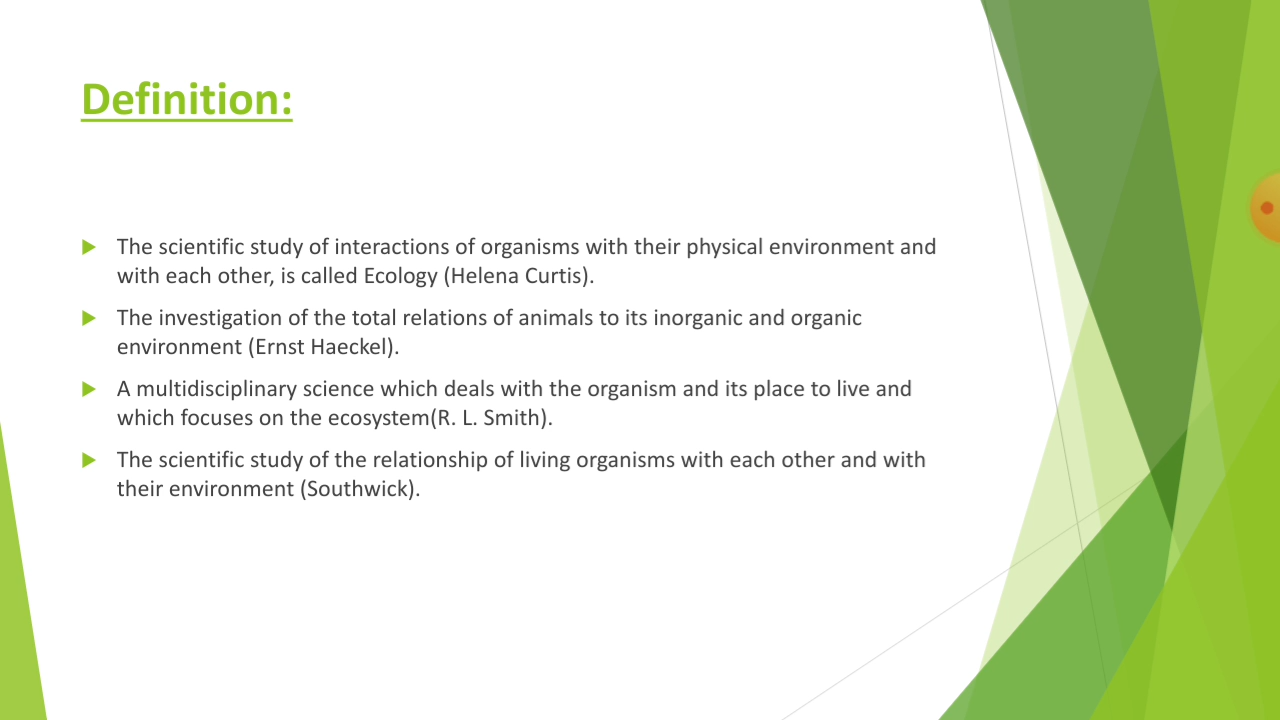 Definition:
The scientific study of interactions of organisms with their physical environment and
with each other, is called Ecology (Helena Curtis).
The investigation of the total relations of animals to its inorganic and organic
environment (Ernst Haeckel).
A multidisciplinary science which deals with the organism and its place to live and
which focuses on the ecosystem(R. L. Smith).
The scientific study of the relationship of living organisms with each other and with
their environment (Southwick).